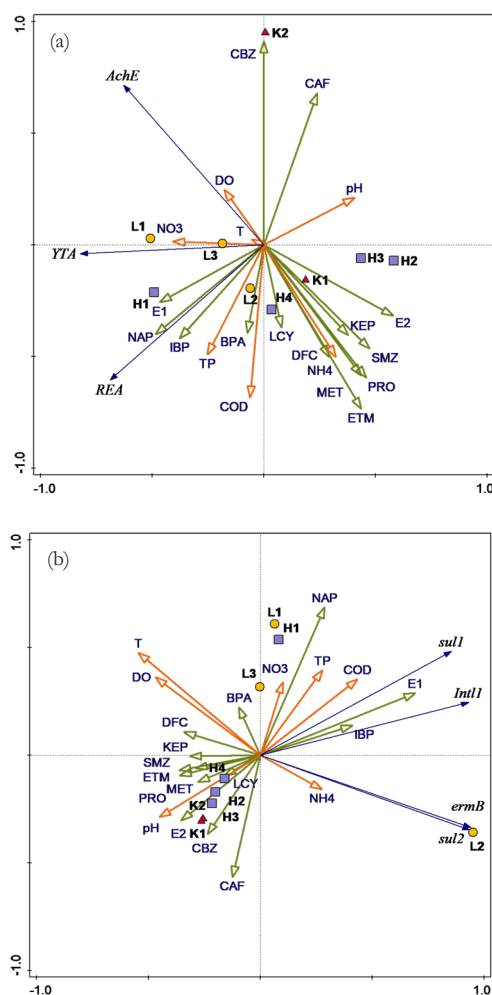 1.0
(a)
K2
CBZ
AchE
CAF
DO
pH
L1
NO3
T
L3
YTA
H3
H2
K1
H1
L2
H4
E1
E2
NAP
IBP
BPA
LCY
KEP
SMZ
TP
DFC
NH4
REA
PRO
COD
MET
ETM
-1.0
-1.0
1.0
1.0
(b)
NAP
L1
H1
T
sul1
L3
NO3
TP
COD
DO
E1
BPA
Intl1
DFC
IBP
KEP
SMZ
H4
ETM
MET
LCY
NH4
PRO
K2
H2
ermB
pH
K1
H3
E2
sul2
L2
CBZ
CAF
-1.0
-1.0
1.0